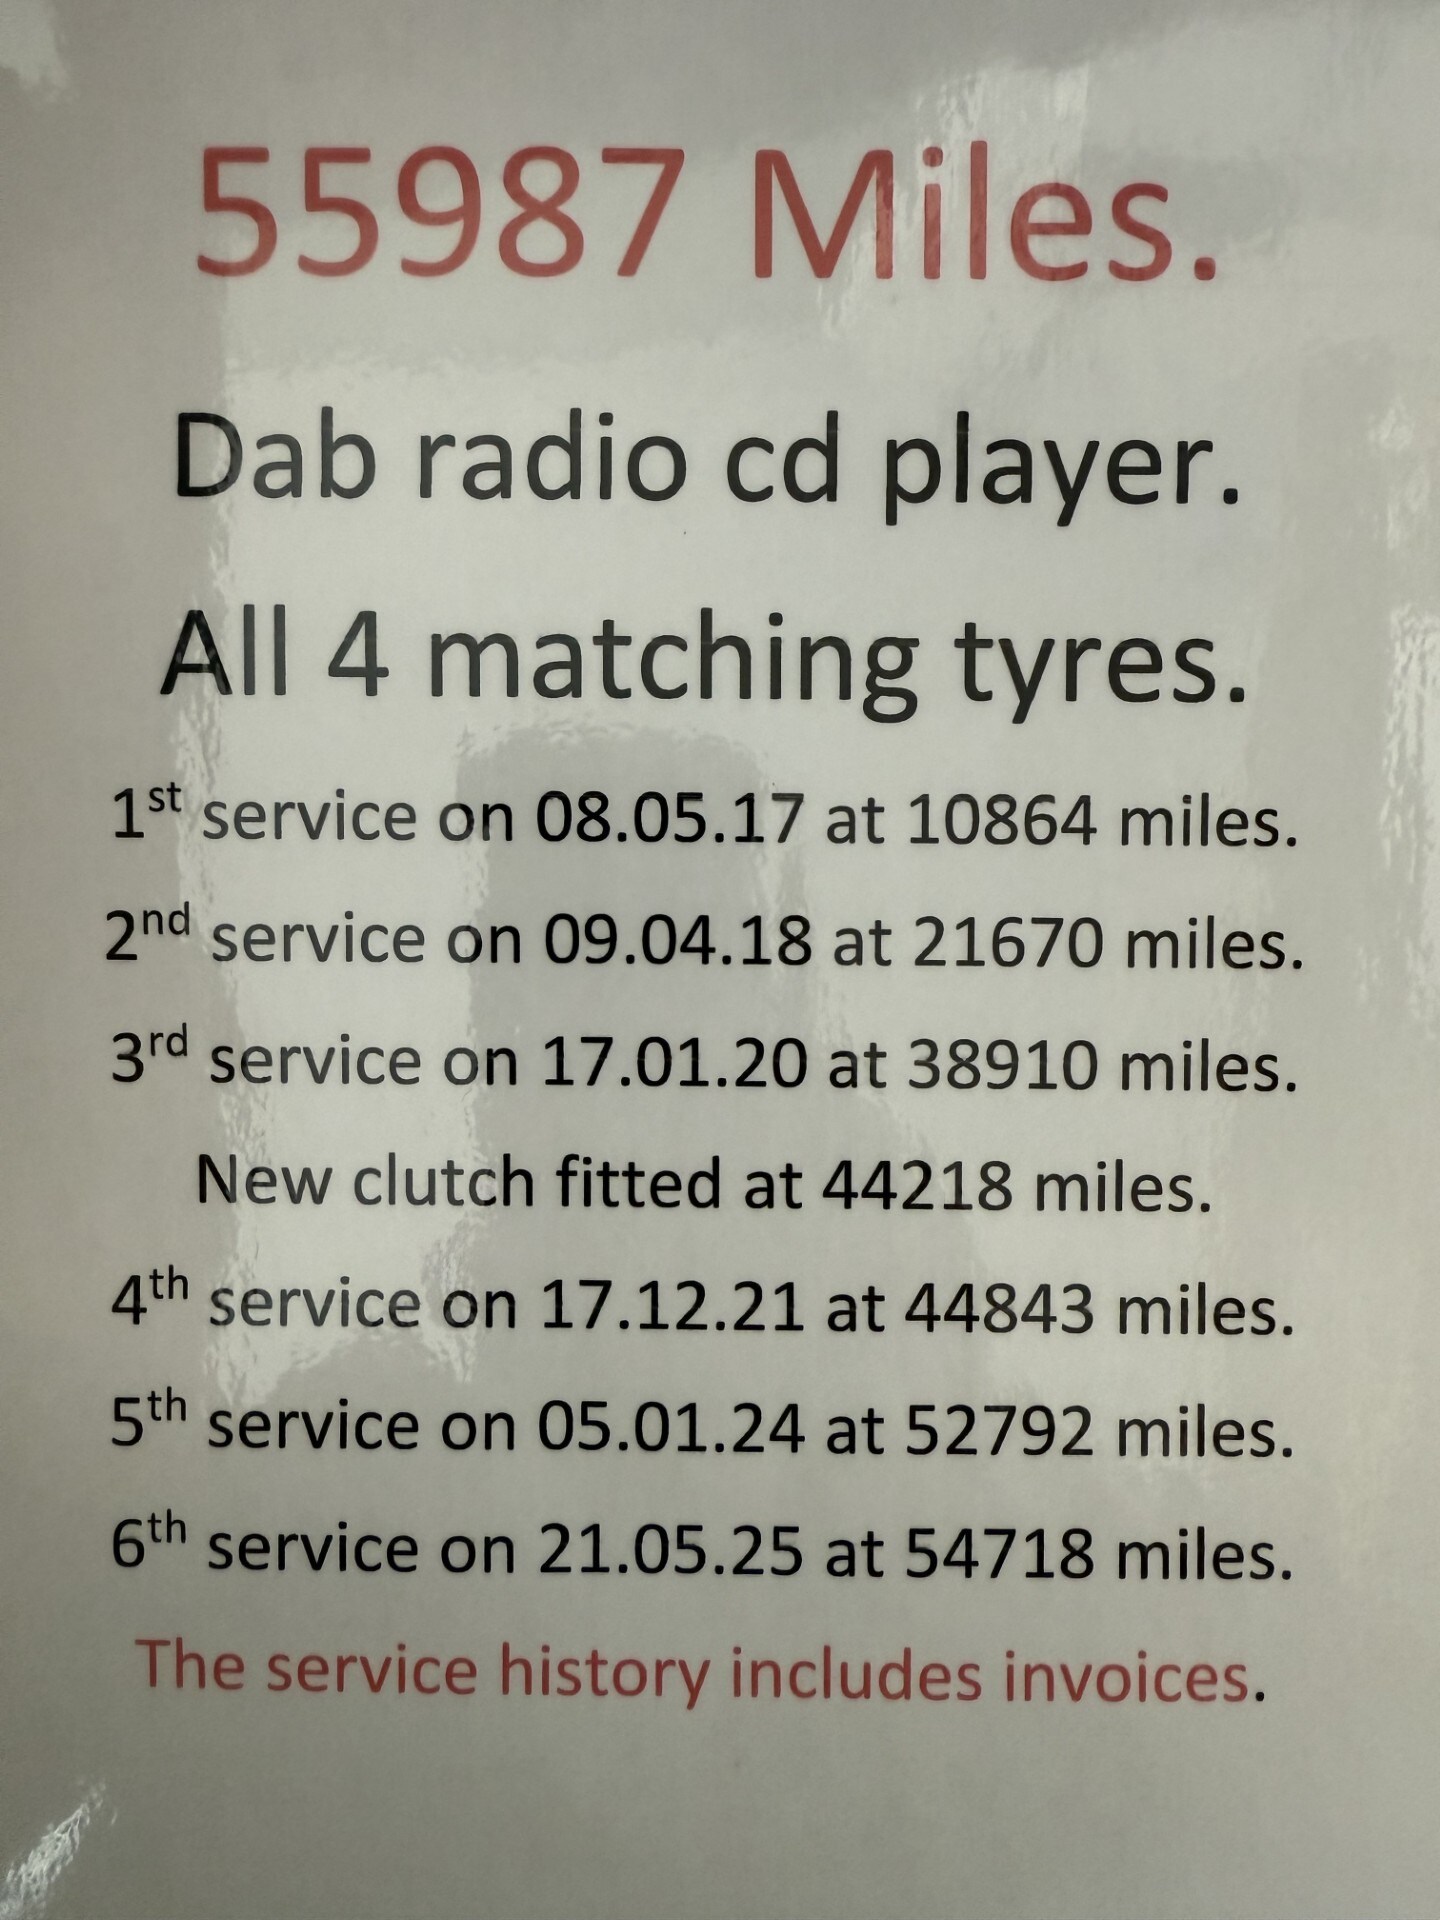 55987 Miles.
Dab radio cd player.
All 4 matching tyres.
1st service on 08.05.17 at 10864 miles.
2nd service on 09.04.18 at 21670 miles.
3rd service on 17.01.20 at 38910 miles.
New clutch fitted at 44218 miles.
4th service on 17.12.21 at 44843 miles.
5th service on 05.01.24 at 52792 miles.
6th service on 21.05.25 at 54718 miles.
The service history includes invoices.